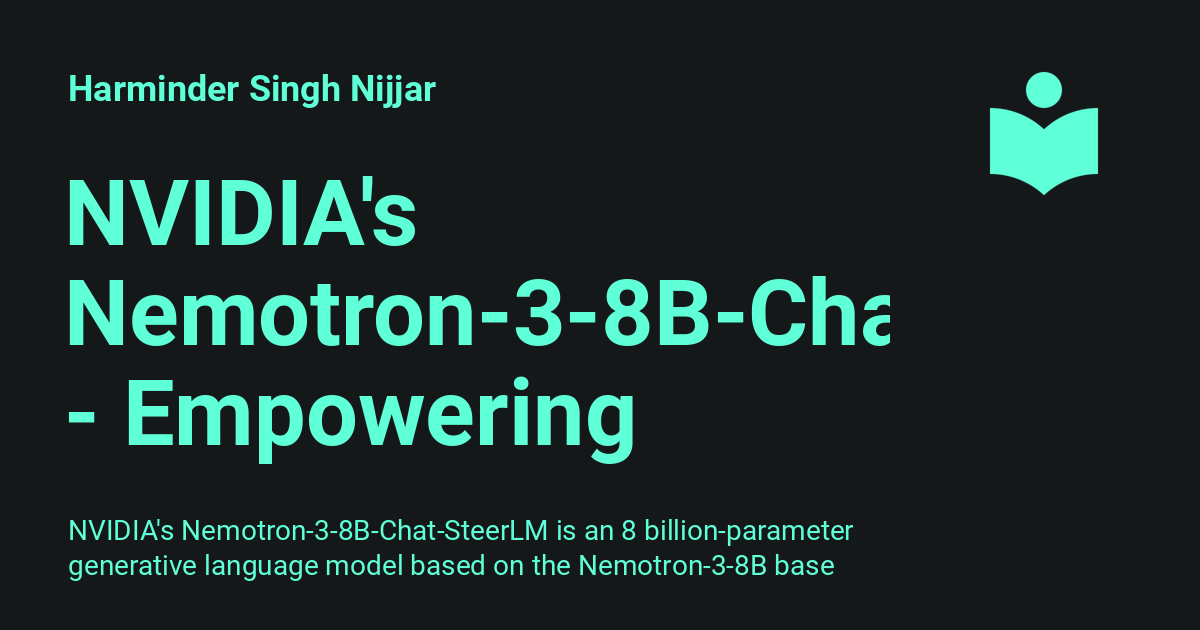 Harminder Singh Nijjar
NVIDIA's
Nemotron-3-8B-Cha
- Empowering
NVIDIA's Nemotron-3-8B-Chat-SteerLM is an 8 billion-parameter
generative language model based on the Nemotron-3-8B base